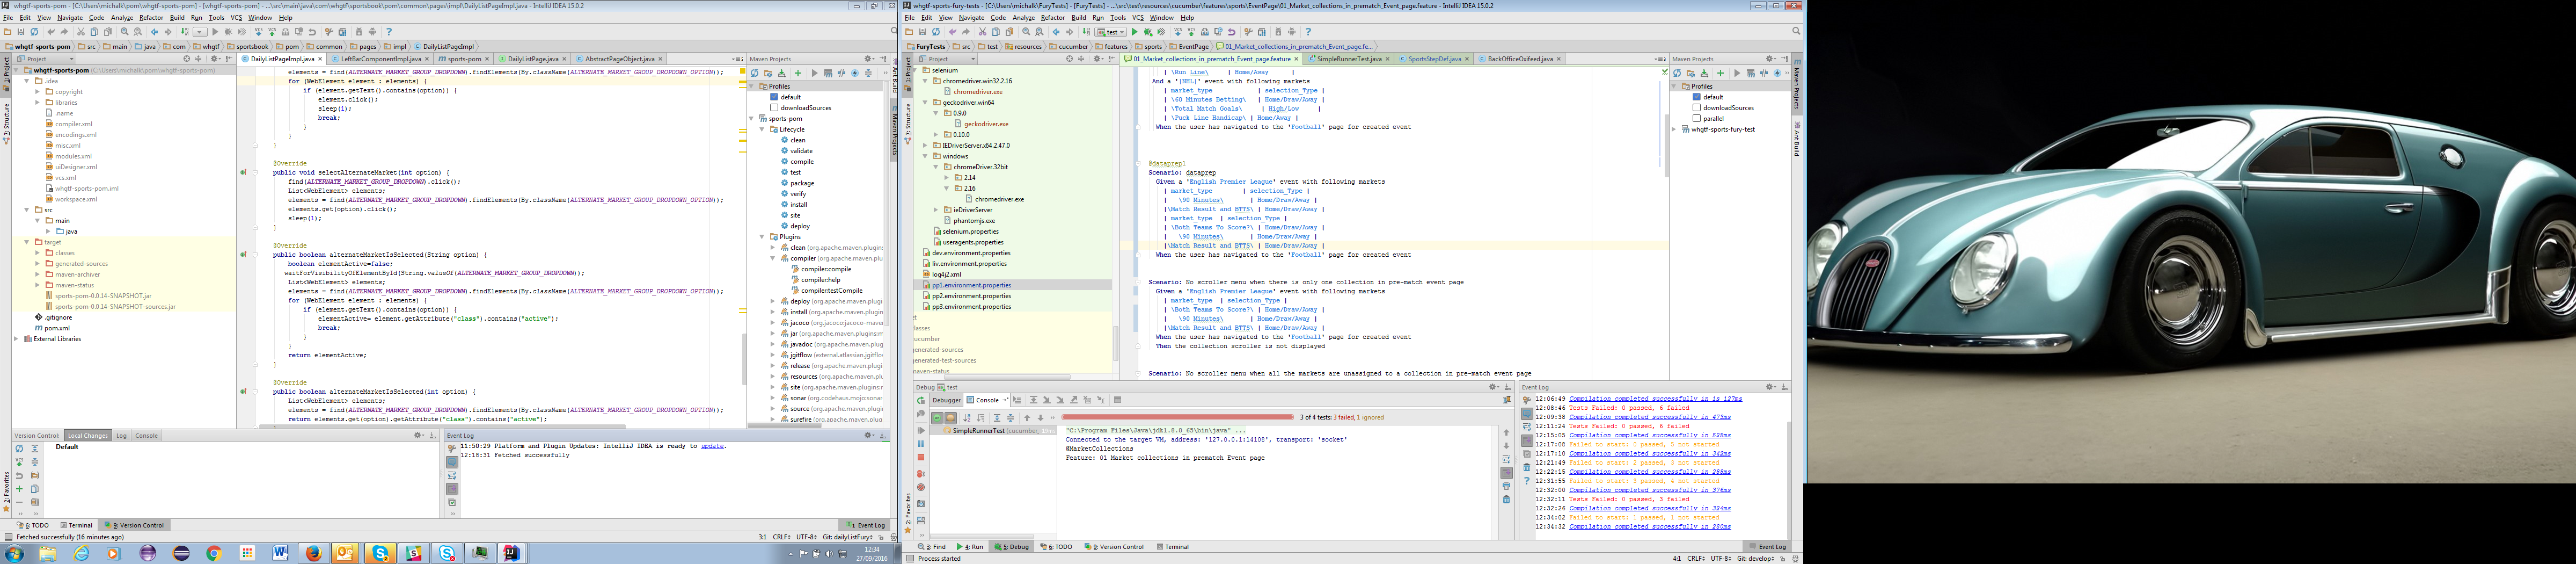 whgtf-sports-pom - [C:\Users\michalk\pom\whgtf-sports-pom] - [whgtf-sports-pom] - ...\src\main\java\com\whgtf\sportsbook\pom\common\pages\impl\DailyListPageImpl.java - IntelliJ IDEA 15.0.2
File Edit View Navigate Code Analyze Refactor Build Run Tools VCS Window Help
whgtf-sports-pom src main java com whgtf sportsbook pom common pages impl DailyListPageImpl
Project
DailyListPageImpl.java LeftBarComponentImpl.java sports-pom DailyListPage.java AbstractPageObject.java
Maven Projects
whgtf-sports-pom (C:\Users\michalk\pom\whgtf-sports-pom)
.idea
copyright
libraries
.name
compiler.xml
encodings.xml
misc.xml
modules.xml
uiDesigner.xml
vcs.xml
whgtf-sports-pom.iml
workspace.xml
src
main
java
target
classes
generated-sources
maven-archiver
maven-status
sports-pom-0.0.14-SNAPSHOT.jar
sports-pom-0.0.14-SNAPSHOT-sources.jar
.gitignore
pom.xml
External Libraries
elements = find(ALTERNATE_MARKET_GROUP_DROPDOWN).findElements(By.className(ALTERNATE_MARKET_GROUP_DROPDOWN_OPTION));
for (WebElement element : elements) {
if (element.getText().contains(option)) {
element.click();
sleep(1);
break;
}
}
}
@Override
public void selectAlternateMarket(int option) {
find(ALTERNATE_MARKET_GROUP_DROPDOWN).click();
List<WebElement> elements;
elements = find(ALTERNATE_MARKET_GROUP_DROPDOWN).findElements(By.className(ALTERNATE_MARKET_GROUP_DROPDOWN_OPTION));
elements.get(option).click();
sleep(1);
}
@Override
public boolean alternateMarketIsSelected(String option) {
boolean elementActive=false;
waitForVisibilityOfElementById(String.valueOf(ALTERNATE_MARKET_GROUP_DROPDOWN));
List<WebElement> elements;
elements = find(ALTERNATE_MARKET_GROUP_DROPDOWN).findElements(By.className(ALTERNATE_MARKET_GROUP_DROPDOWN_OPTION));
for (WebElement element : elements) {
if (element.getText().contains(option)) {
elementActive= element.getAttribute("class").contains("active");
break;
}
}
return elementActive;
}
@Override
public boolean alternateMarketIsSelected(int option) {
List<WebElement> elements;
elements = find(ALTERNATE_MARKET_GROUP_DROPDOWN).findElements(By.className(ALTERNATE_MARKET_GROUP_DROPDOWN_OPTION));
return elements.get(option).getAttribute("class").contains("active");
Profiles
default
downloadSources
sports-pom
Lifecycle
clean
validate
compile
test
package
verify
install
site
deploy
Plugins
clean (org.apache.maven.plugins
compiler (org.apache.maven.plu
compiler:compile
compiler:help
compiler:testCompile
deploy (org.apache.maven.plugi
install (org.apache.maven.plugi
jacoco (org.jacoco:jacoco-mave
jar (org.apache.maven.plugins:m
javadoc (org.apache.maven.plug
jgitflow (external.atlassian.jgitflo
release (org.apache.maven.plugi
resources (org.apache.maven.plu
site (org.apache.maven.plugins:
sonar (org.codehaus.mojo:sonar
source (org.apache.maven.plugi
surefire (org.apache.maven.plu
Version Control Local Changes Log Console
Default
Event Log
11:50:29 Platform and Plugin Updates: IntelliJ IDEA is ready to update.
12:18:31 Fetched successfully
6: TODO Terminal 9: Version Control
1 Event Log
Fetched successfully (16 minutes ago)
3:1 CRLF÷ UTF-8÷ Git: dailyListFury÷
12:34
27/09/2016
whgtf-sports-fury-tests - [C:\Users\michalk\FuryTests] - [FuryTests] - ...\src\test\resources\cucumber\features\sports\EventPage\01_Market_collections_in_prematch_Event_page.feature - IntelliJ IDEA 15.0.2
File Edit View Navigate Code Analyze Refactor Build Run Tools VCS Window Help
test
FuryTests src test resources cucumber features sports EventPage 01_Market_collections_in_prematch_Event_page.fe...
Project
01_Market_collections_in_prematch_Event_page.feature SimpleRunnerTest.java SportsStepDef.java BackOfficeOxifeed.java
Maven Projects
selenium
chromedriver.win32.2.16
chromedriver.exe
geckodriver.win64
0.9.0
geckodriver.exe
0.10.0
IEDriverServer.x64.2.47.0
windows
chromeDriver.32bit
2.14
2.16
chromedriver.exe
ieDriverServer
phantomjs.exe
selenium.properties
useragents.properties
dev.environment.properties
liv.environment.properties
log4j2.xml
pp1.environment.properties
pp2.environment.properties
pp3.environment.properties
classes
cucumber
generated-sources
generated-test-sources
maven-status
| \Run Line\ | Home/Away |
And a '|NHL|' event with following markets
| market_type | selection_Type |
| \60 Minutes Betting\ | Home/Draw/Away |
| \Total Match Goals\ | High/Low |
| \Puck Line Handicap\ | Home/Away |
When the user has navigated to the 'Football' page for created event
@dataprep1
Scenario: dataprep
Given a 'English Premier League' event with following markets
| market_type | selection_Type |
| \90 Minutes\ | Home/Draw/Away |
|\Match Result and BTTS\ | Home/Draw/Away |
| market_type | selection_Type |
| \Both Teams To Score?\ | Home/Draw/Away |
| \90 Minutes\ | Home/Draw/Away |
|\Match Result and BTTS\ | Home/Draw/Away |
When the user has navigated to the 'Football' page for created event
Scenario: No scroller menu when there is only one collection in pre-match event page
Given a 'English Premier League' event with following markets
| market_type | selection_Type |
| \Both Teams To Score?\ | Home/Draw/Away |
| \90 Minutes\ | Home/Draw/Away |
|\Match Result and BTTS\ | Home/Draw/Away |
When the user has navigated to the 'Football' page for created event
Then the collection scroller is not displayed
Scenario: No scroller menu when all the markets are unassigned to a collection in pre-match event page
Profiles
default
downloadSources
parallel
whgtf-sports-fury-test
Debug test
Debugger Console
3 of 4 tests: 3 failed, 1 ignored
SimpleRunnerTest (cucumber_
"C:\Program Files\Java\jdk1.8.0_65\bin\java" ...
Connected to the target VM, address: '127.0.0.1:14108', transport: 'socket'
@MarketCollections
Feature: 01 Market collections in prematch Event page
Event Log
12:06:49 Compilation completed successfully in 1s 127ms
12:08:46 Tests Failed: 0 passed, 6 failed
12:09:38 Compilation completed successfully in 473ms
12:11:24 Tests Failed: 0 passed, 6 failed
12:15:05 Compilation completed successfully in 528ms
12:17:08 Failed to start: 0 passed, 5 not started
12:17:10 Compilation completed successfully in 342ms
12:21:49 Failed to start: 2 passed, 3 not started
12:22:15 Compilation completed successfully in 288ms
12:31:55 Failed to start: 3 passed, 4 not started
12:32:00 Compilation completed successfully in 376ms
12:32:11 Tests Failed: 0 passed, 3 failed
12:32:26 Compilation completed successfully in 324ms
12:34:02 Failed to start: 1 passed, 1 not started
12:34:32 Compilation completed successfully in 280ms
3: Find 4: Run 5: Debug 6: TODO 9: Version Control Terminal
Event Log
Process started
4:1 CRLF÷ UTF-8÷ Git: develop÷